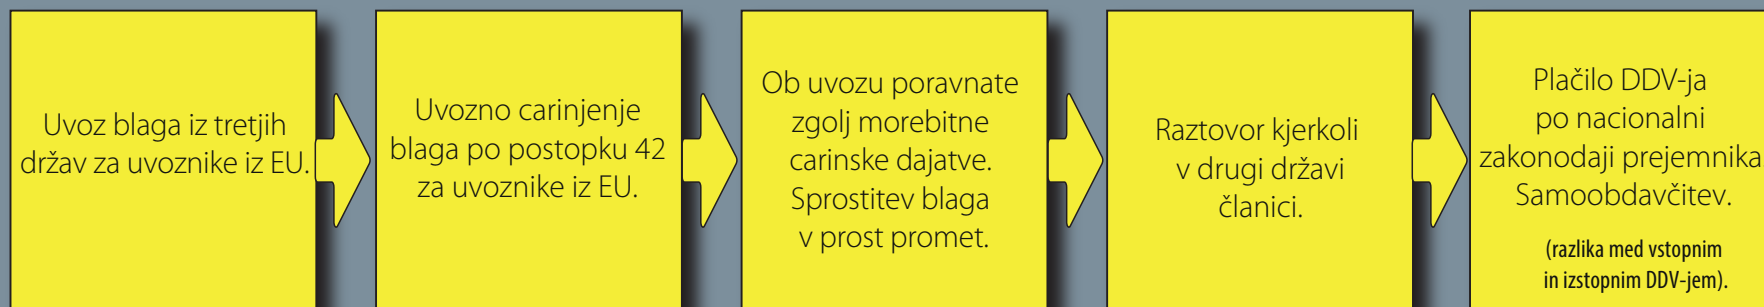 Uvoz blaga iz tretjih
držav za uvoznike iz EU.
Uvozno carinjenje
blaga po postopku 42
za uvoznike iz EU.
Ob uvozu poravnate
zgolj morebitne
carinske dajatve.
Sprostitev blaga
v prost promet.
Raztovor kjerkoli
v drugi državi
članici.
Plačilo DDV-ja
po nacionalni
zakonodaji prejemnika
Samoobdavčitev.
(razlika med vstopnim
in izstopnim DDV-jem).